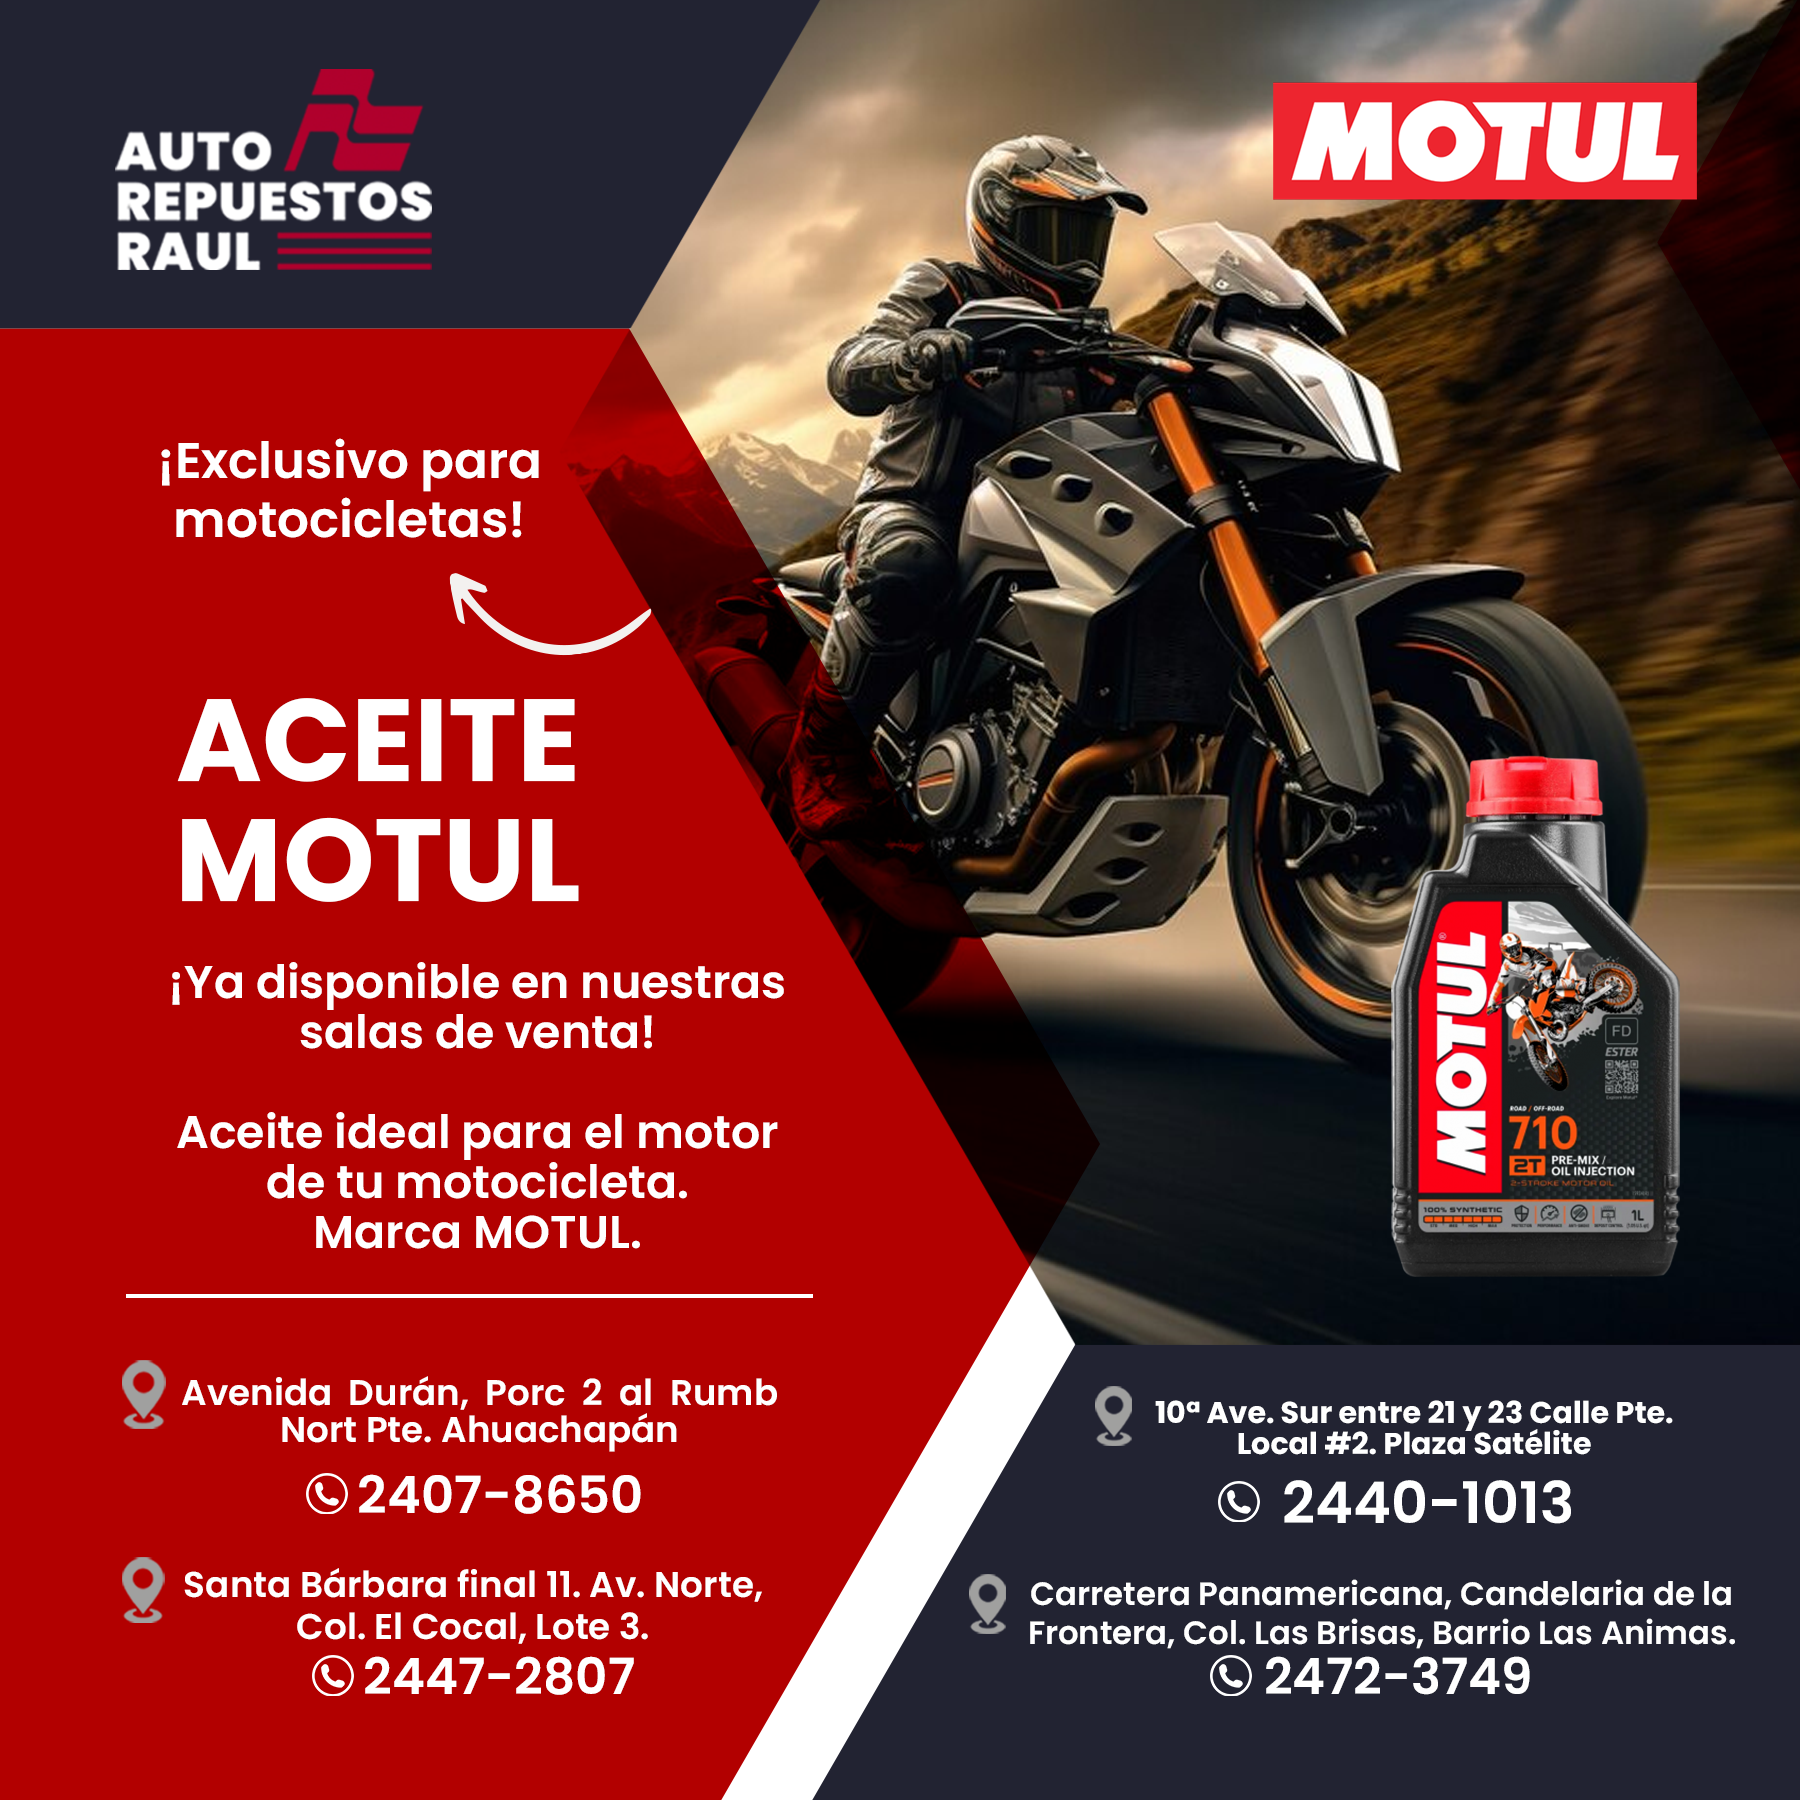 AUTO
REPUESTOS
RAUL
MOTUL
¡Exclusivo para
motocicletas!
ACEITE
MOTUL
¡Ya disponible en nuestras
salas de venta!
Aceite ideal para el motor
de tu motocicleta.
Marca MOTUL.
MOTUL
FD
ESTER
ROAD / OFF-ROAD
710
2T PRE-MIX /
OIL INJECTION
2-STROKE MOTOR OIL
100% SYNTHETIC
1L
Avenida Durán, Porc 2 al Rumb
Nort Pte. Ahuachapán
2407-8650
Santa Bárbara final 11. Av. Norte,
Col. El Cocal, Lote 3.
2447-2807
10ª Ave. Sur entre 21 y 23 Calle Pte.
Local #2. Plaza Satélite
2440-1013
Carretera Panamericana, Candelaria de la
Frontera, Col. Las Brisas, Barrio Las Animas.
2472-3749